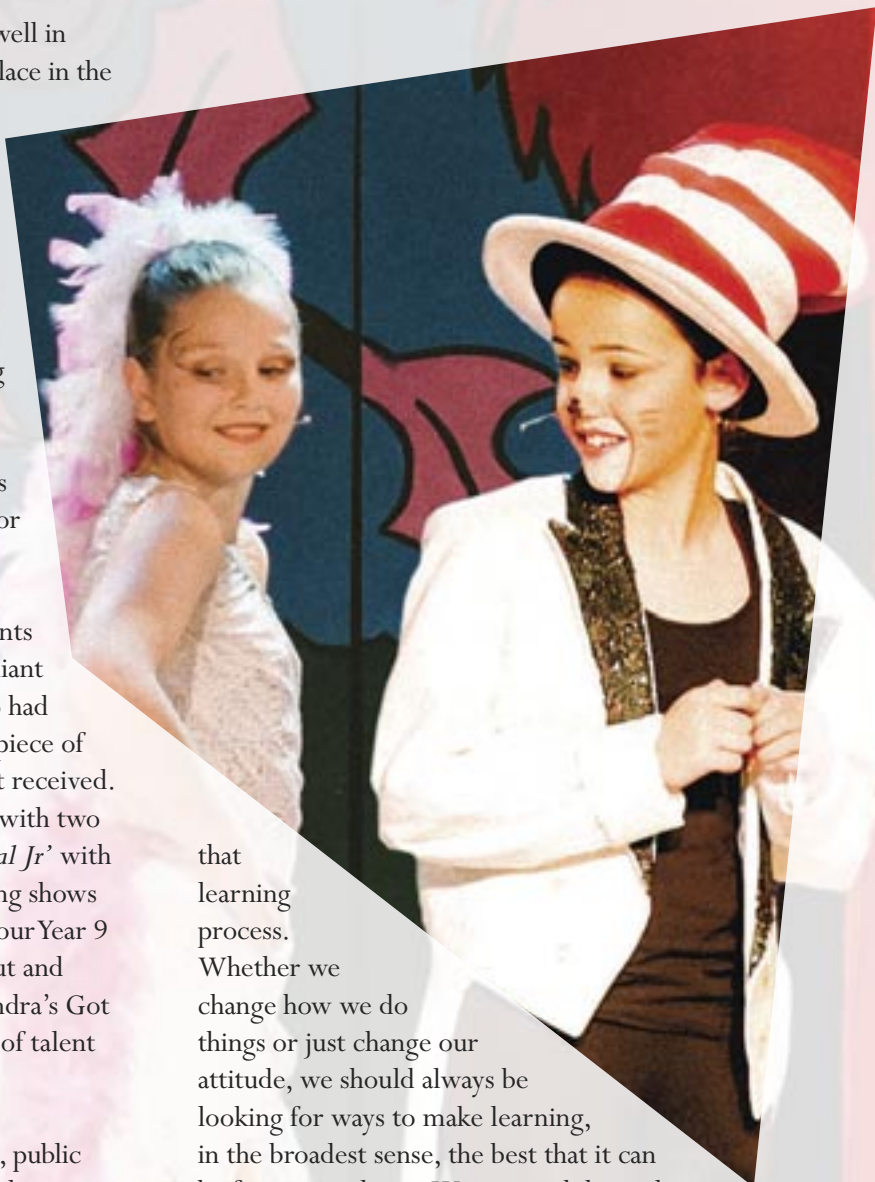 well in
lace in the
g
s
or
nts
iant
had
piece of
t received.
with two
al Jr’ with
ng shows
our Year 9
ut and
ndra’s Got
of talent
, public
that
learning
process.
Whether we
change how we do
things or just change our
attitude, we should always be
looking for ways to make learning,
in the broadest sense, the best that it can